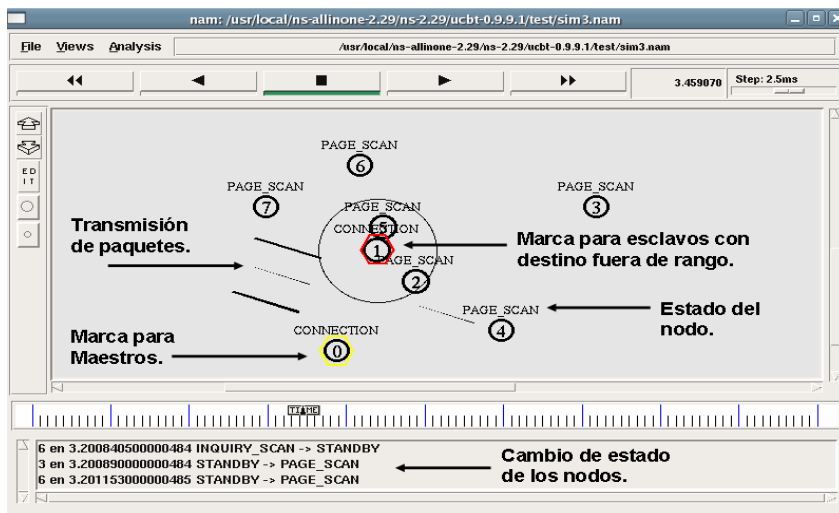 nam: /usr/local/ns-allinone-2.29/ns-2.29/ucbt-0.9.9.1/test/sim3.nam
File Views Analysis /usr/local/ns-allinone-2.29/ns-2.29/ucbt-0.9.9.1/test/sim3.nam
3.459070 Step: 2.5ms
E D
I T
PAGE_SCAN
6
PAGE_SCAN
7
PAGE_SCAN
3
PAGE_SCAN
5
CONNECTION
1
PAGE_SCAN
2
Transmisión
de paquetes.
Marca para esclavos con
destino fuera de rango.
PAGE_SCAN
4
Estado del
nodo.
Marca para
Maestros.
CONNECTION
0
TIME
6 en 3.200840500000484 INQUIRY_SCAN -> STANDBY
3 en 3.200890000000484 STANDBY -> PAGE_SCAN
6 en 3.201153000000485 STANDBY -> PAGE_SCAN
Cambio de estado
de los nodos.